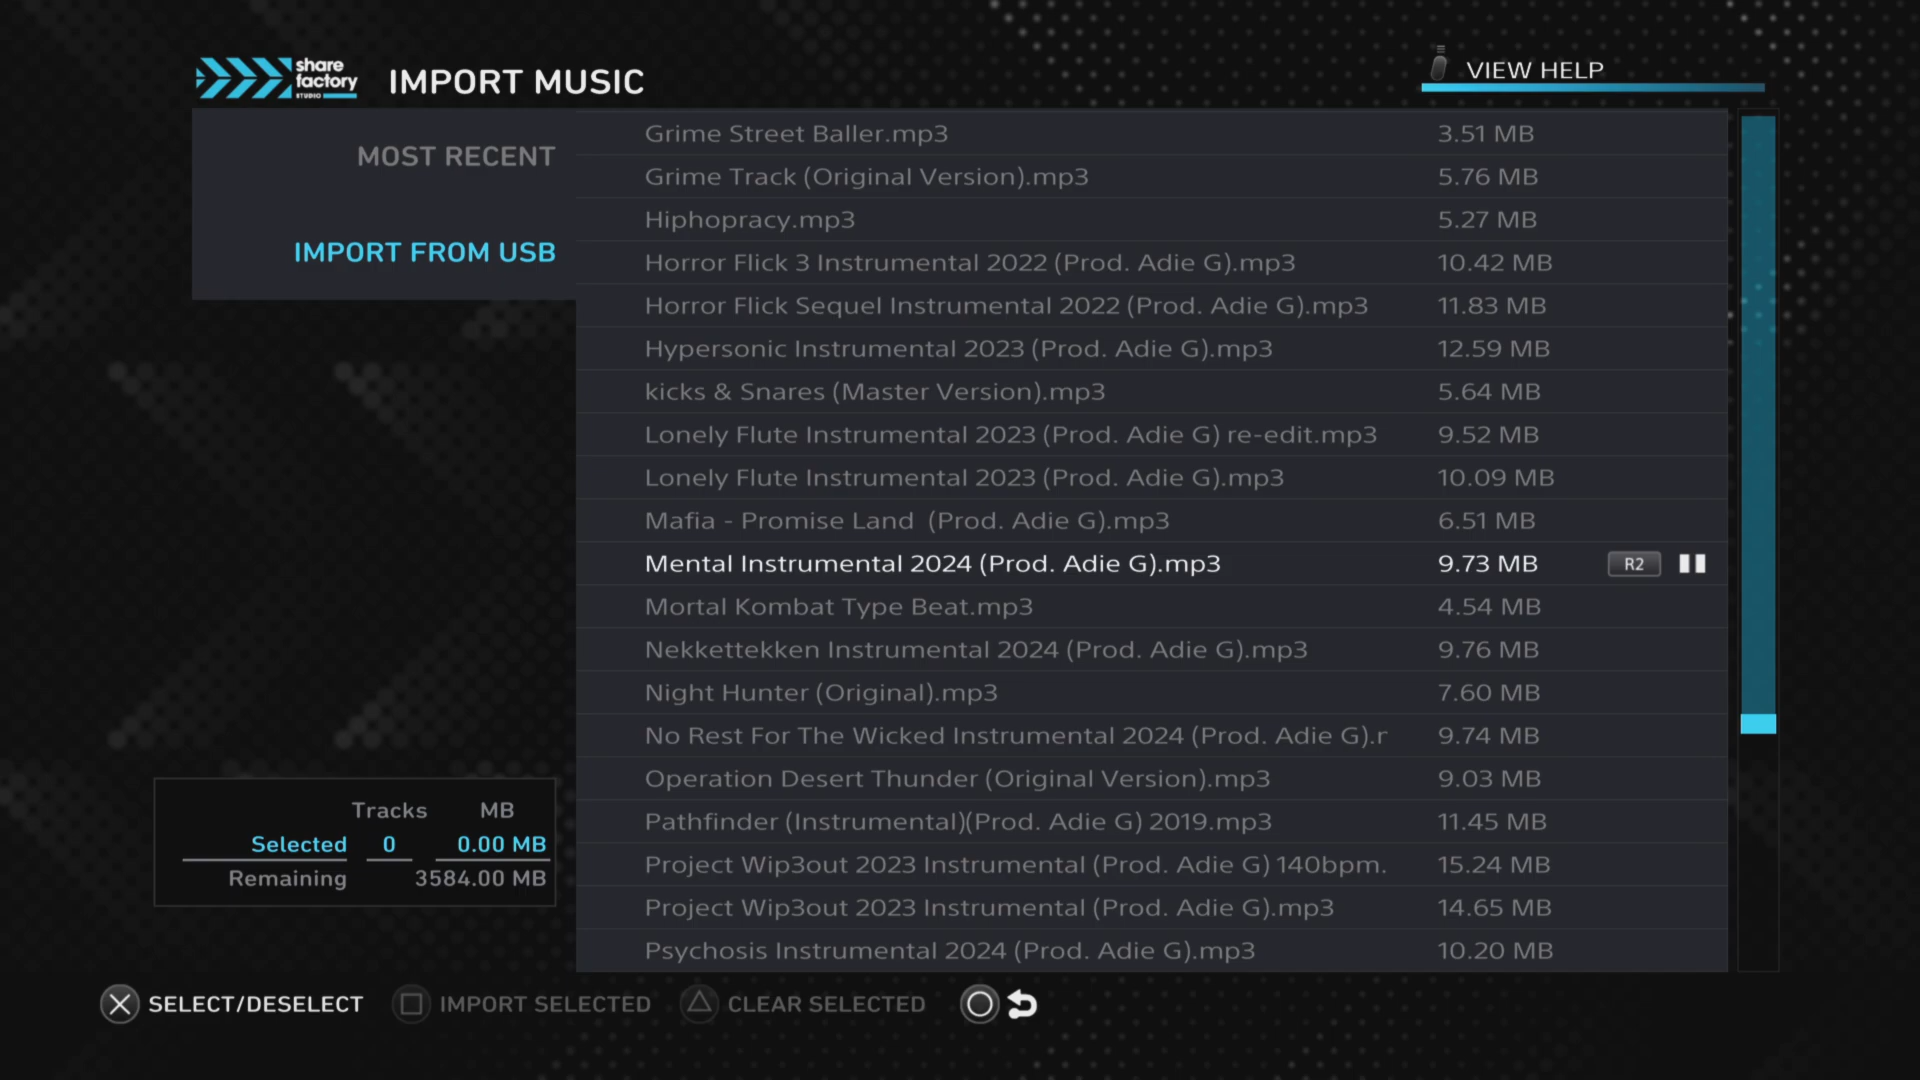 share
factory
STUDIO
IMPORT MUSIC
VIEW HELP
MOST RECENT
IMPORT FROM USB
Grime Street Baller.mp3 3.51 MB
Grime Track (Original Version).mp3 5.76 MB
Hiphopracy.mp3 5.27 MB
Horror Flick 3 Instrumental 2022 (Prod. Adie G).mp3 10.42 MB
Horror Flick Sequel Instrumental 2022 (Prod. Adie G).mp3 11.83 MB
Hypersonic Instrumental 2023 (Prod. Adie G).mp3 12.59 MB
kicks & Snares (Master Version).mp3 5.64 MB
Lonely Flute Instrumental 2023 (Prod. Adie G) re-edit.mp3 9.52 MB
Lonely Flute Instrumental 2023 (Prod. Adie G).mp3 10.09 MB
Mafia - Promise Land  (Prod. Adie G).mp3 6.51 MB
Mental Instrumental 2024 (Prod. Adie G).mp3 9.73 MB R2
Mortal Kombat Type Beat.mp3 4.54 MB
Nekkettekken Instrumental 2024 (Prod. Adie G).mp3 9.76 MB
Night Hunter (Original).mp3 7.60 MB
No Rest For The Wicked Instrumental 2024 (Prod. Adie G).r 9.74 MB
Operation Desert Thunder (Original Version).mp3 9.03 MB
Pathfinder (Instrumental)(Prod. Adie G) 2019.mp3 11.45 MB
Project Wip3out 2023 Instrumental (Prod. Adie G) 140bpm. 15.24 MB
Project Wip3out 2023 Instrumental (Prod. Adie G).mp3 14.65 MB
Psychosis Instrumental 2024 (Prod. Adie G).mp3 10.20 MB
Tracks MB
Selected 0 0.00 MB
Remaining 3584.00 MB
SELECT/DESELECT IMPORT SELECTED CLEAR SELECTED